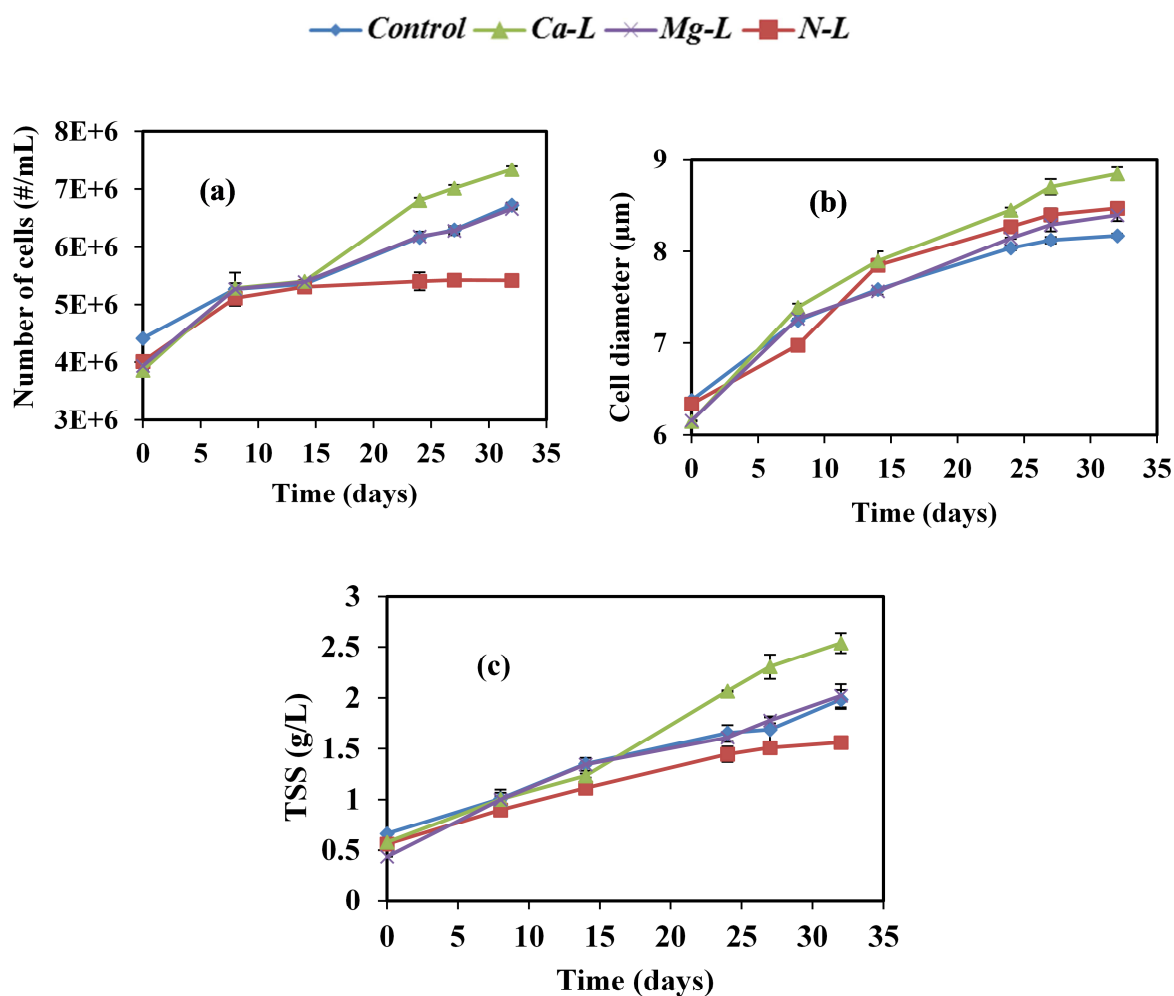 Control Ca-L Mg-L N-L
(a)
Number of cells (#/mL)
8E+6
7E+6
6E+6
5E+6
4E+6
3E+6
0 5 10 15 20 25 30 35
Time (days)
(b)
Cell diameter (µm)
9
8
7
6
0 5 10 15 20 25 30 35
Time (days)
(c)
TSS (g/L)
3
2.5
2
1.5
1
0.5
0
0 5 10 15 20 25 30 35
Time (days)